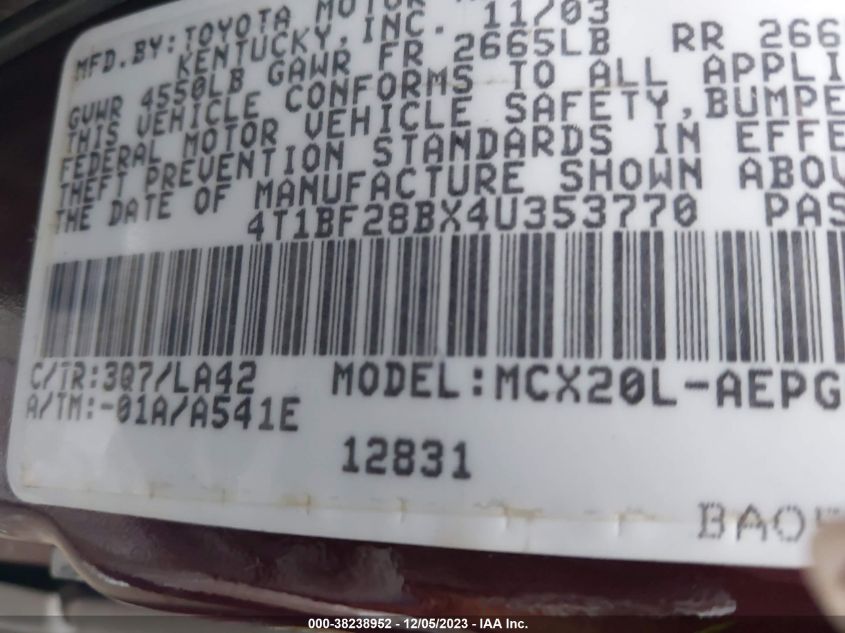 MFD.BY:TOYOTA MOTOR
KENTUCKY,INC. 11/03
GVWR 4550LB GAWR FR 2665LB RR 266
THIS VEHICLE CONFORMS TO ALL APPLI
FEDERAL MOTOR VEHICLE SAFETY,BUMPE
THEFT PREVENTION STANDARDS IN EFFE
THE DATE OF MANUFACTURE SHOWN ABOV
4T1BF28BX4U353770 PAS
C/TR:3Q7/LA42 MODEL:MCX20L-AEPG
A/TM:-01A/A541E
12831
BAO
000-38238952 - 12/05/2023 - IAA Inc.